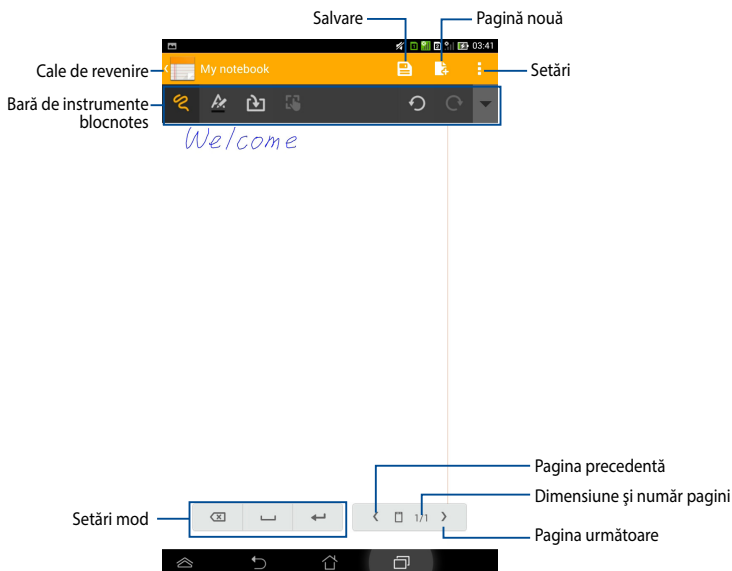 Salvare
Pagină nouă
03:41
Cale de revenire
My notebook
Setări
Bară de instrumente
blocnotes
Welcome
Pagina precedentă
Dimensiune şi număr pagini
Setări mod
1/1
Pagina următoare